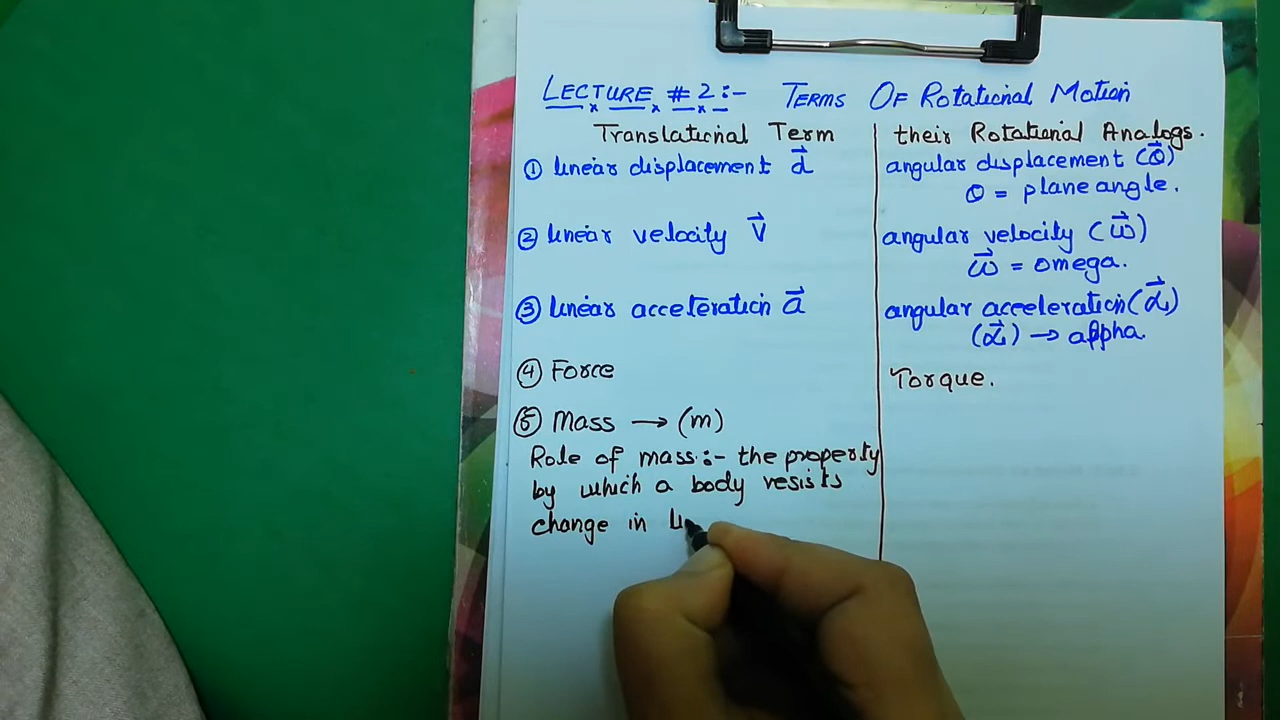 LECTURE # 2 :- TERMS OF Rotational Motion
Translational Term
their Rotational Analogs.
① linear displacement d⃗
angular displacement (θ⃗)
θ = plane angle.
② linear velocity V⃗
angular velocity (ω⃗)
ω⃗ = omega.
③ linear acceleration a⃗
angular acceleration (α⃗)
(α⃗) → alpha.
④ Force
Torque.
⑤ Mass → (m)
Role of mass:- the property
by which a body resists
change in